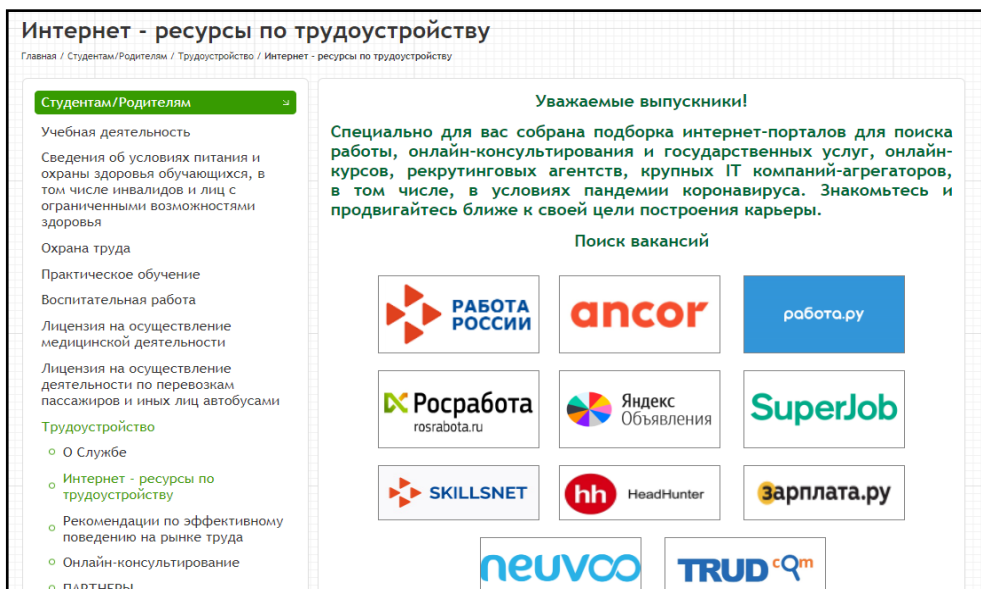 Интернет - ресурсы по трудоустройству
Главная / Студентам/Родителям / Трудоустройство / Интернет - ресурсы по трудоустройству
Студентам/Родителям
Учебная деятельность
Сведения об условиях питания и
охраны здоровья обучающихся, в
том числе инвалидов и лиц с
ограниченными возможностями
здоровья
Охрана труда
Практическое обучение
Воспитательная работа
Лицензия на осуществление
медицинской деятельности
Лицензия на осуществление
деятельности по перевозкам
пассажиров и иных лиц автобусами
Трудоустройство
О Службе
Интернет - ресурсы по
трудоустройству
Рекомендации по эффективному
поведению на рынке труда
Онлайн-консультирование
ПАРТНЕРЫ
Уважаемые выпускники!
Специально для вас собрана подборка интернет-порталов для поиска
работы, онлайн-консультирования и государственных услуг, онлайн-
курсов, рекрутинговых агентств, крупных IT компаний-агрегаторов,
в том числе, в условиях пандемии коронавируса. Знакомьтесь и
продвигайтесь ближе к своей цели построения карьеры.
Поиск вакансий
РАБОТА
РОССИИ
ancor
работа.ру
Росработа
rosrabota.ru
Яндекс
Объявления
SuperJob
SKILLSNET
hh HeadHunter
зарплата.ру
neuvoo
TRUD com